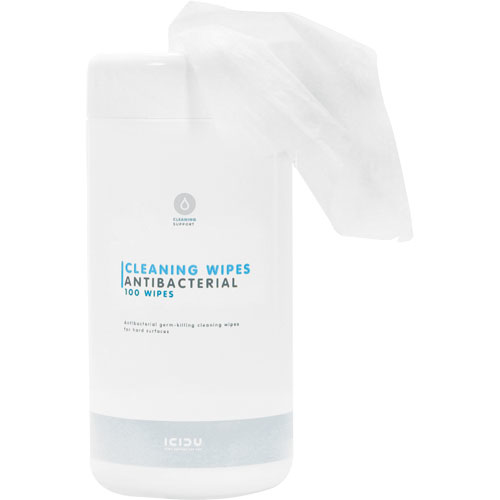 CLEANING
SUPPORT
CLEANING WIPES
ANTIBACTERIAL
100 WIPES
Antibacterial germ-killing cleaning wipes
for hard surfaces
ICIDU